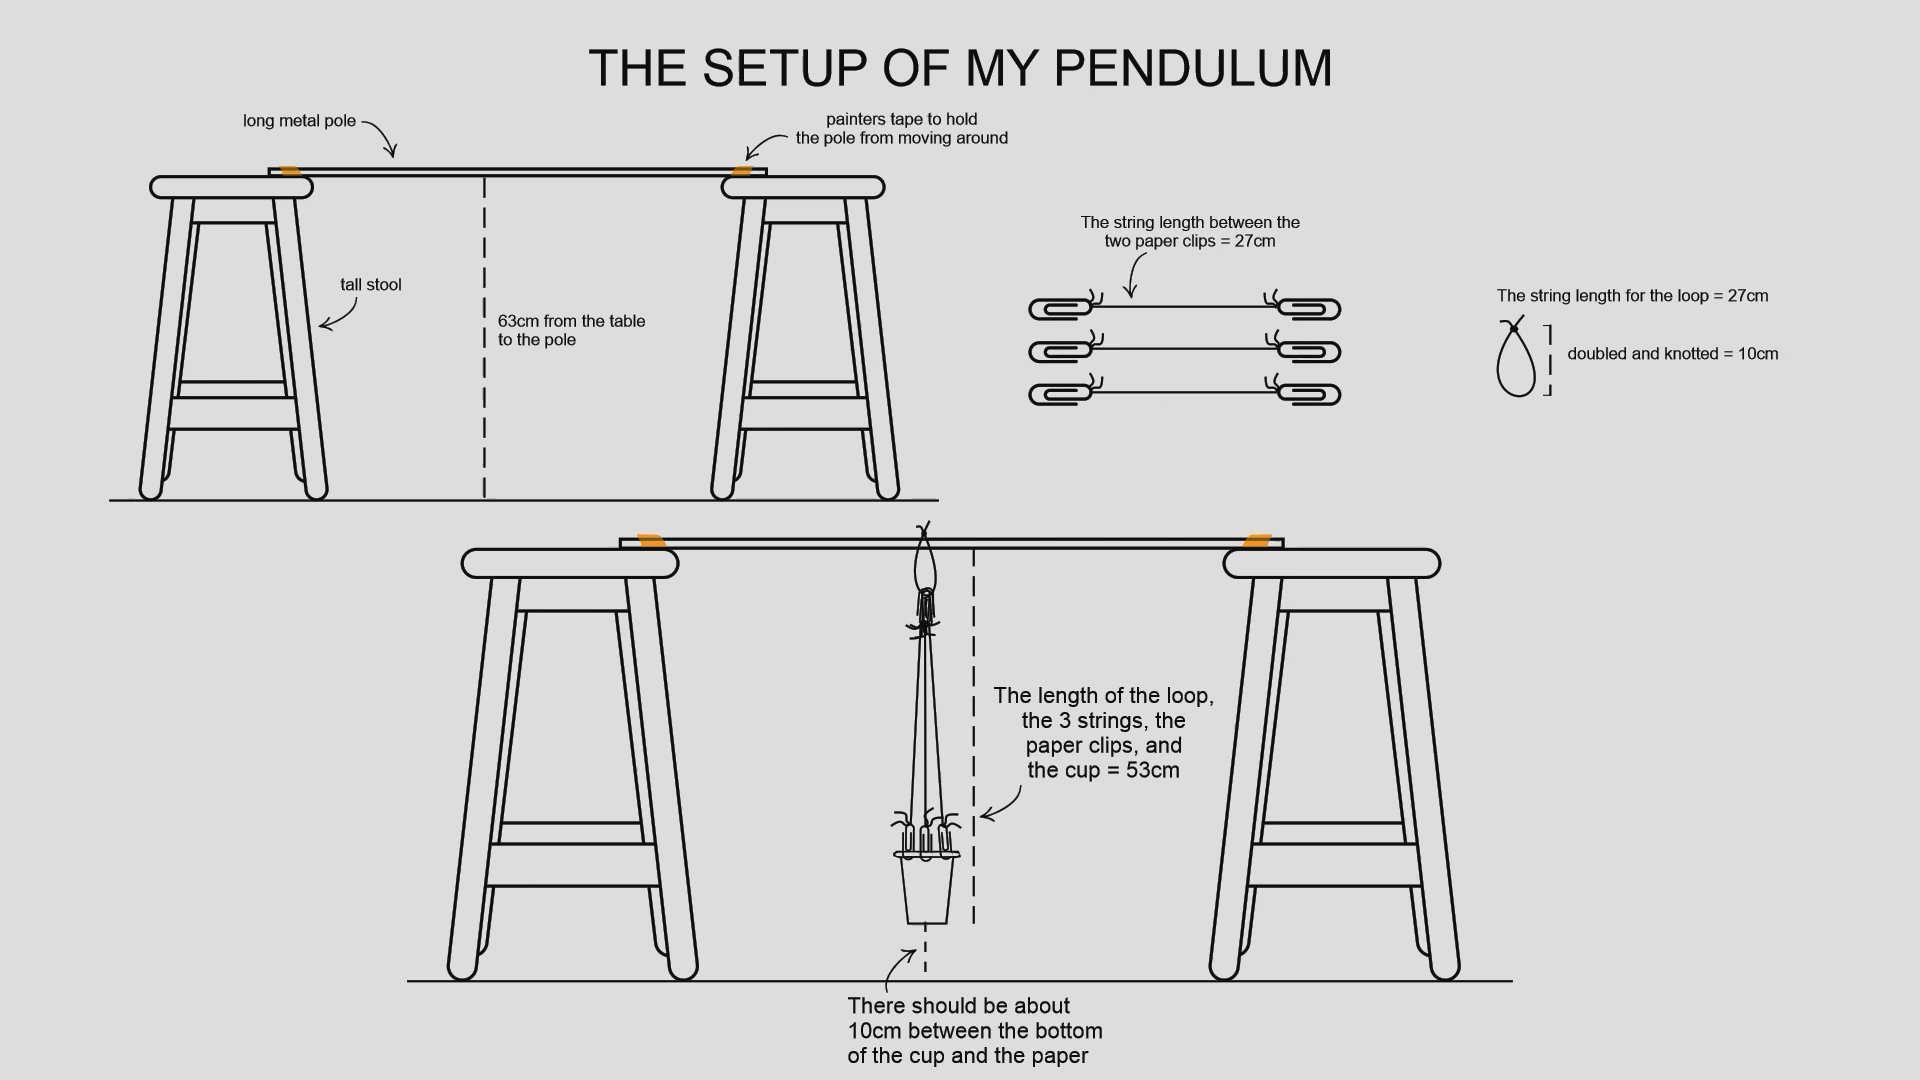 THE SETUP OF MY PENDULUM
long metal pole
painters tape to hold
the pole from moving around
tall stool
63cm from the table
to the pole
The string length between the
two paper clips = 27cm
The string length for the loop = 27cm
doubled and knotted = 10cm
The length of the loop,
the 3 strings, the
paper clips, and
the cup = 53cm
There should be about
10cm between the bottom
of the cup and the paper